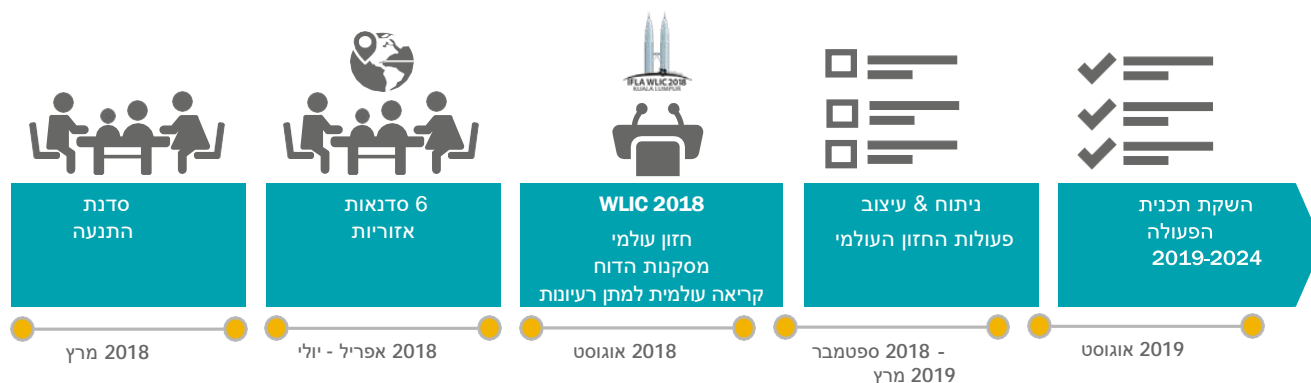 IFLA WLIC 2018
KUALA LUMPUR
סדנת
התנעה
6 סדנאות
אזוריות
WLIC 2018
חזון עולמי
מסקנות הדוח
קריאה עולמית למתן רעיונות
ניתוח & עיצוב
פעולות החזון העולמי
השקת תכנית
הפעולה
2019-2024
2018 מרץ
2018 אפריל - יולי
2018 אוגוסט
- 2018 ספטמבר
2019 מרץ
2019 אוגוסט